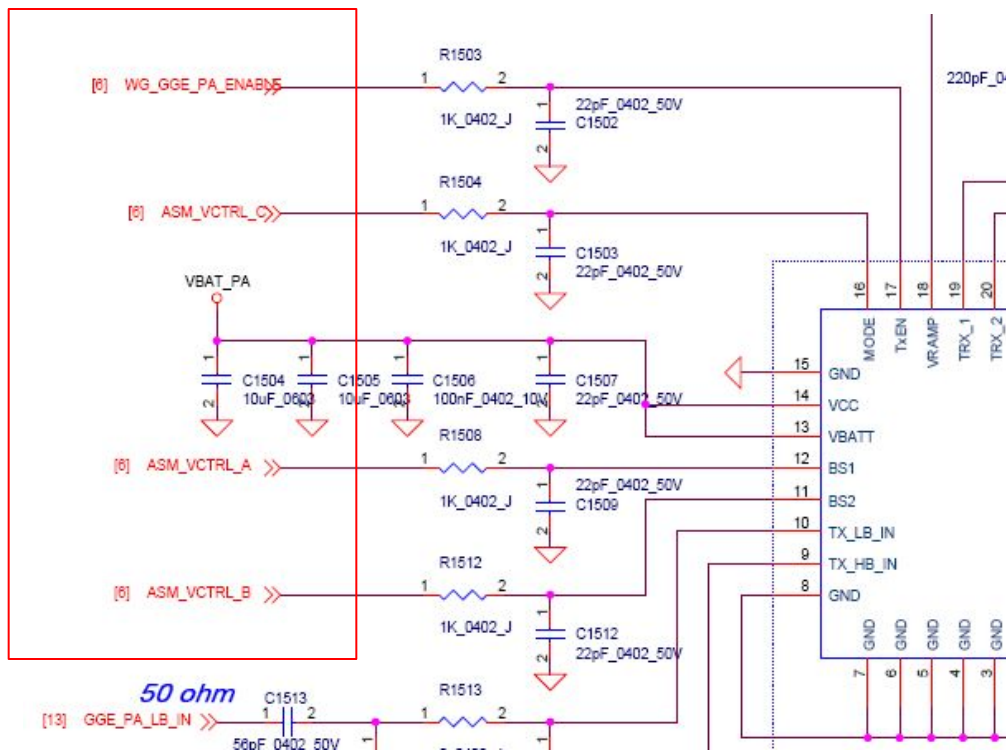 R1503
[6] WG_GGE_PA_ENABLE
1 2
1K_0402_J
1
2
22pF_0402_50V
C1502
220pF_04
R1504
[6] ASM_VCTRL_C
1 2
1K_0402_J
1
2
C1503
22pF_0402_50V
VBAT_PA
1
2
C1504
10uF_0603
1
2
C1505
10uF_0603
1
2
C1506
100nF_0402_10V
1
2
C1507
22pF_0402_50V
16
17
18
19
20
MODE
TxEN
VRAMP
TRX_1
TRX_2
15 GND
14 VCC
13 VBATT
12 BS1
11 BS2
10 TX_LB_IN
9 TX_HB_IN
8 GND
GND
GND
GND
GND
GND
7
6
5
4
3
R1508
[6] ASM_VCTRL_A
1 2
1K_0402_J
1
2
22pF_0402_50V
C1509
R1512
[6] ASM_VCTRL_B
1 2
1K_0402_J
1
2
C1512
22pF_0402_50V
50 ohm
C1513
R1513
[13] GGE_PA_LB_IN
1 2
1 2
56pF_0402_50V
1
1